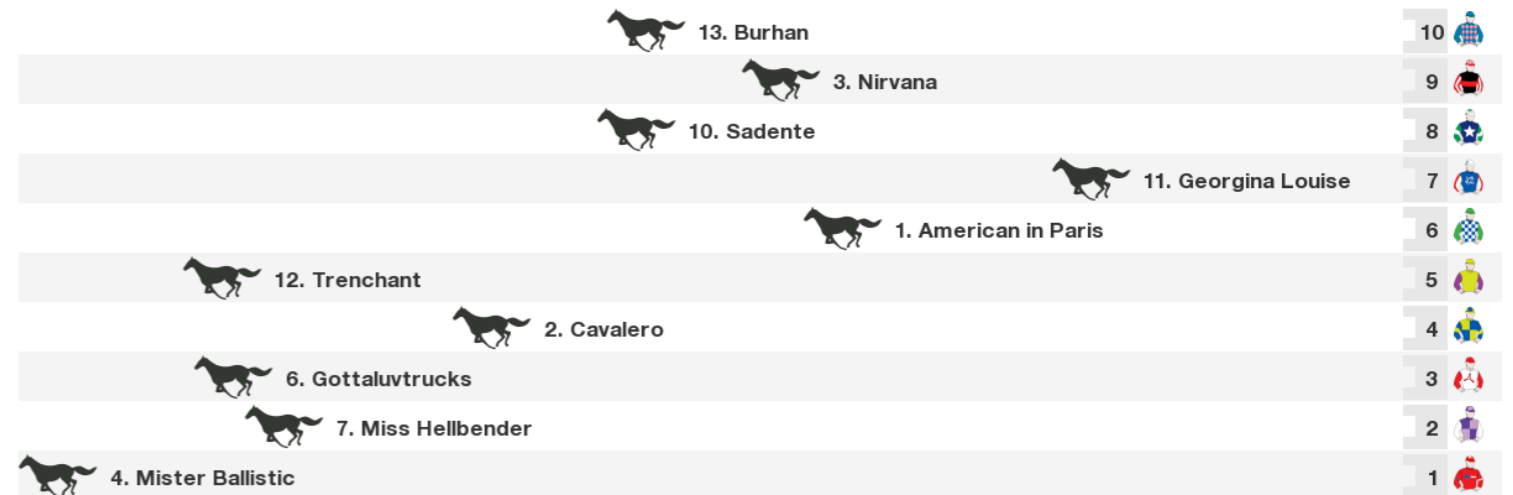 13. Burhan 10
3. Nirvana 9
10. Sadente 8
11. Georgina Louise 7
1. American in Paris 6
12. Trenchant 5
2. Cavalero 4
6. Gottaluvtrucks 3
7. Miss Hellbender 2
4. Mister Ballistic 1